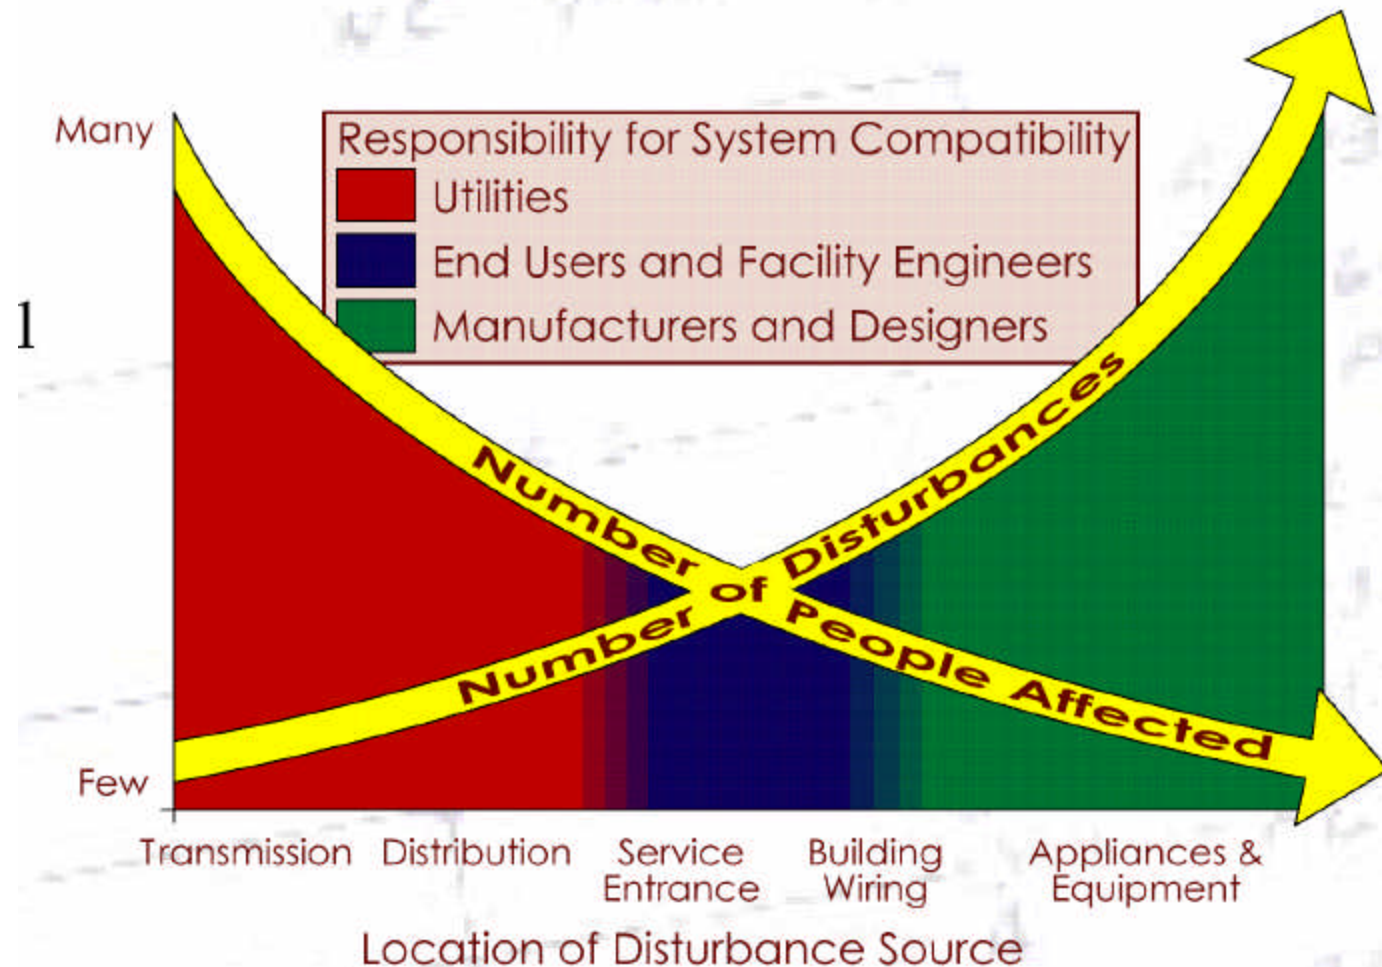 Many
Responsibility for System Compatibility
Utilities
End Users and Facility Engineers
Manufacturers and Designers
1
Number of Disturbances
Number of People Affected
Few
Transmission
Distribution
Service
Entrance
Building
Wiring
Appliances &
Equipment
Location of Disturbance Source